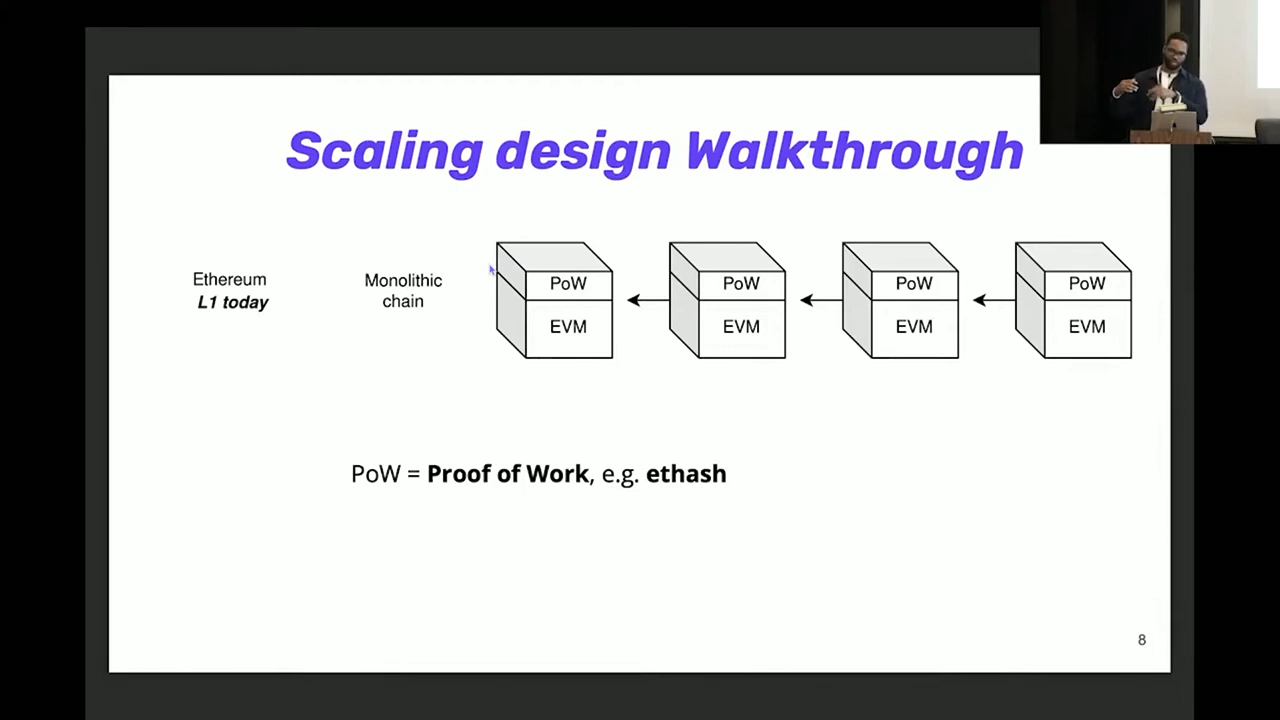 Scaling design Walkthrough
Ethereum
L1 today
Monolithic
chain
PoW
EVM
PoW
EVM
PoW
EVM
PoW
EVM
PoW = Proof of Work, e.g. ethash
8